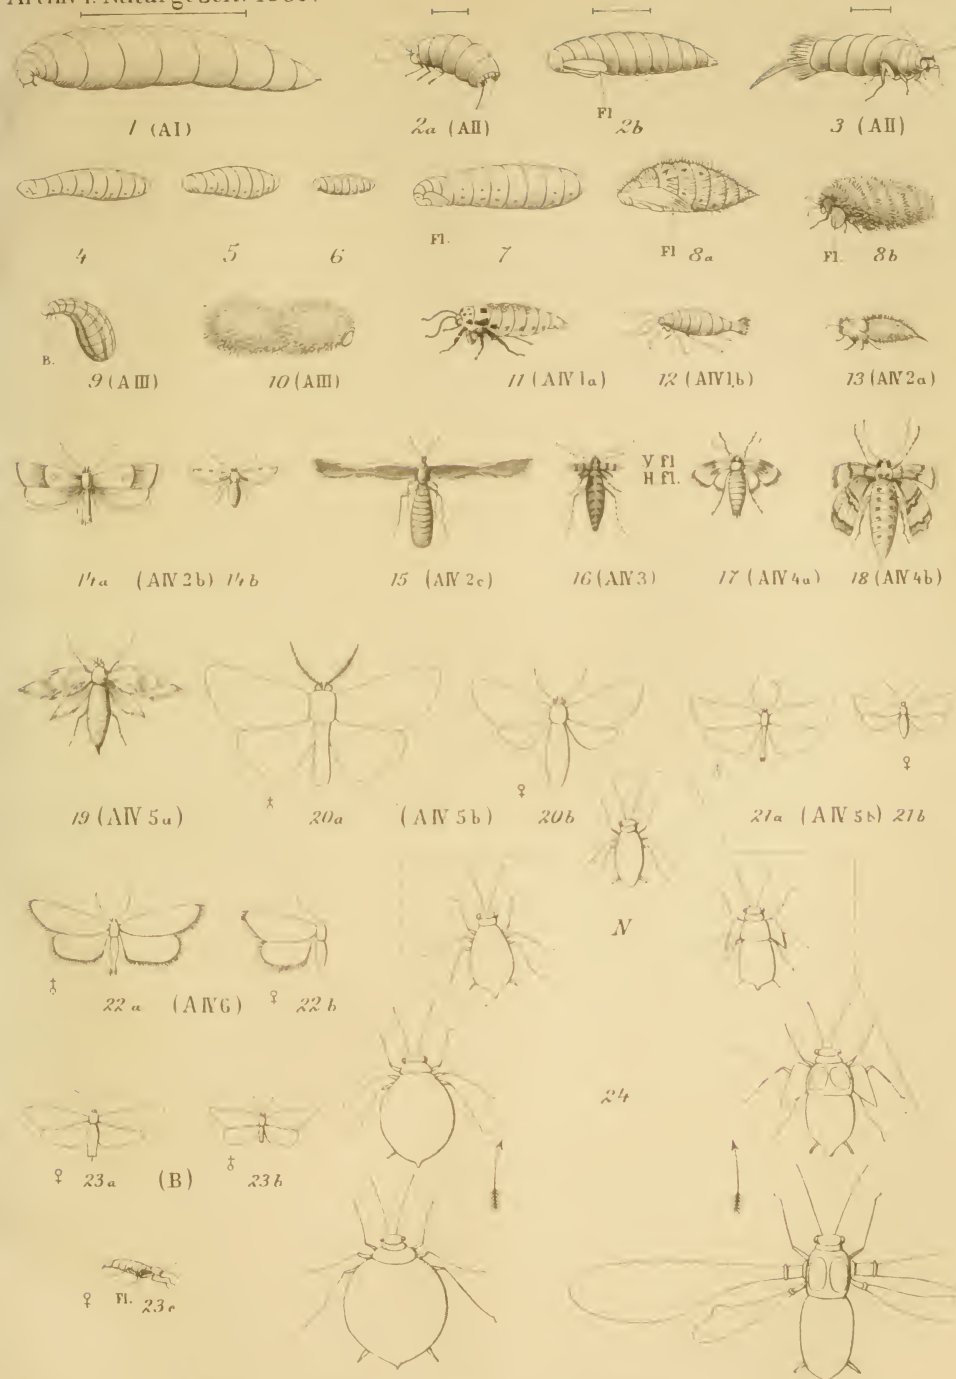 Archiv f. Naturgesch.
1 (AI)
2a (AII)
Fl 2b
3 (AII)
4
5
6
Fl. 7
Fl 8a
Fl. 8b
B. 9 (AIII)
10 (AIII)
11 (AIV 1a)
12 (AIV 1b)
13 (AIV 2a)
14a (AIV 2b) 14b
15 (AIV 2c)
V fl
H fl.
16 (AIV 3)
17 (AIV 4a)
18 (AIV 4b)
19 (AIV 5a)
♂ 20a (AIV 5b) ♀ 20b
♂ 21a (AIV 5b) ♀ 21b
N
♂ 22a (AIV 6) ♀ 22b
24
♀ 23a (B) ♂ 23b
♀ Fl. 23c